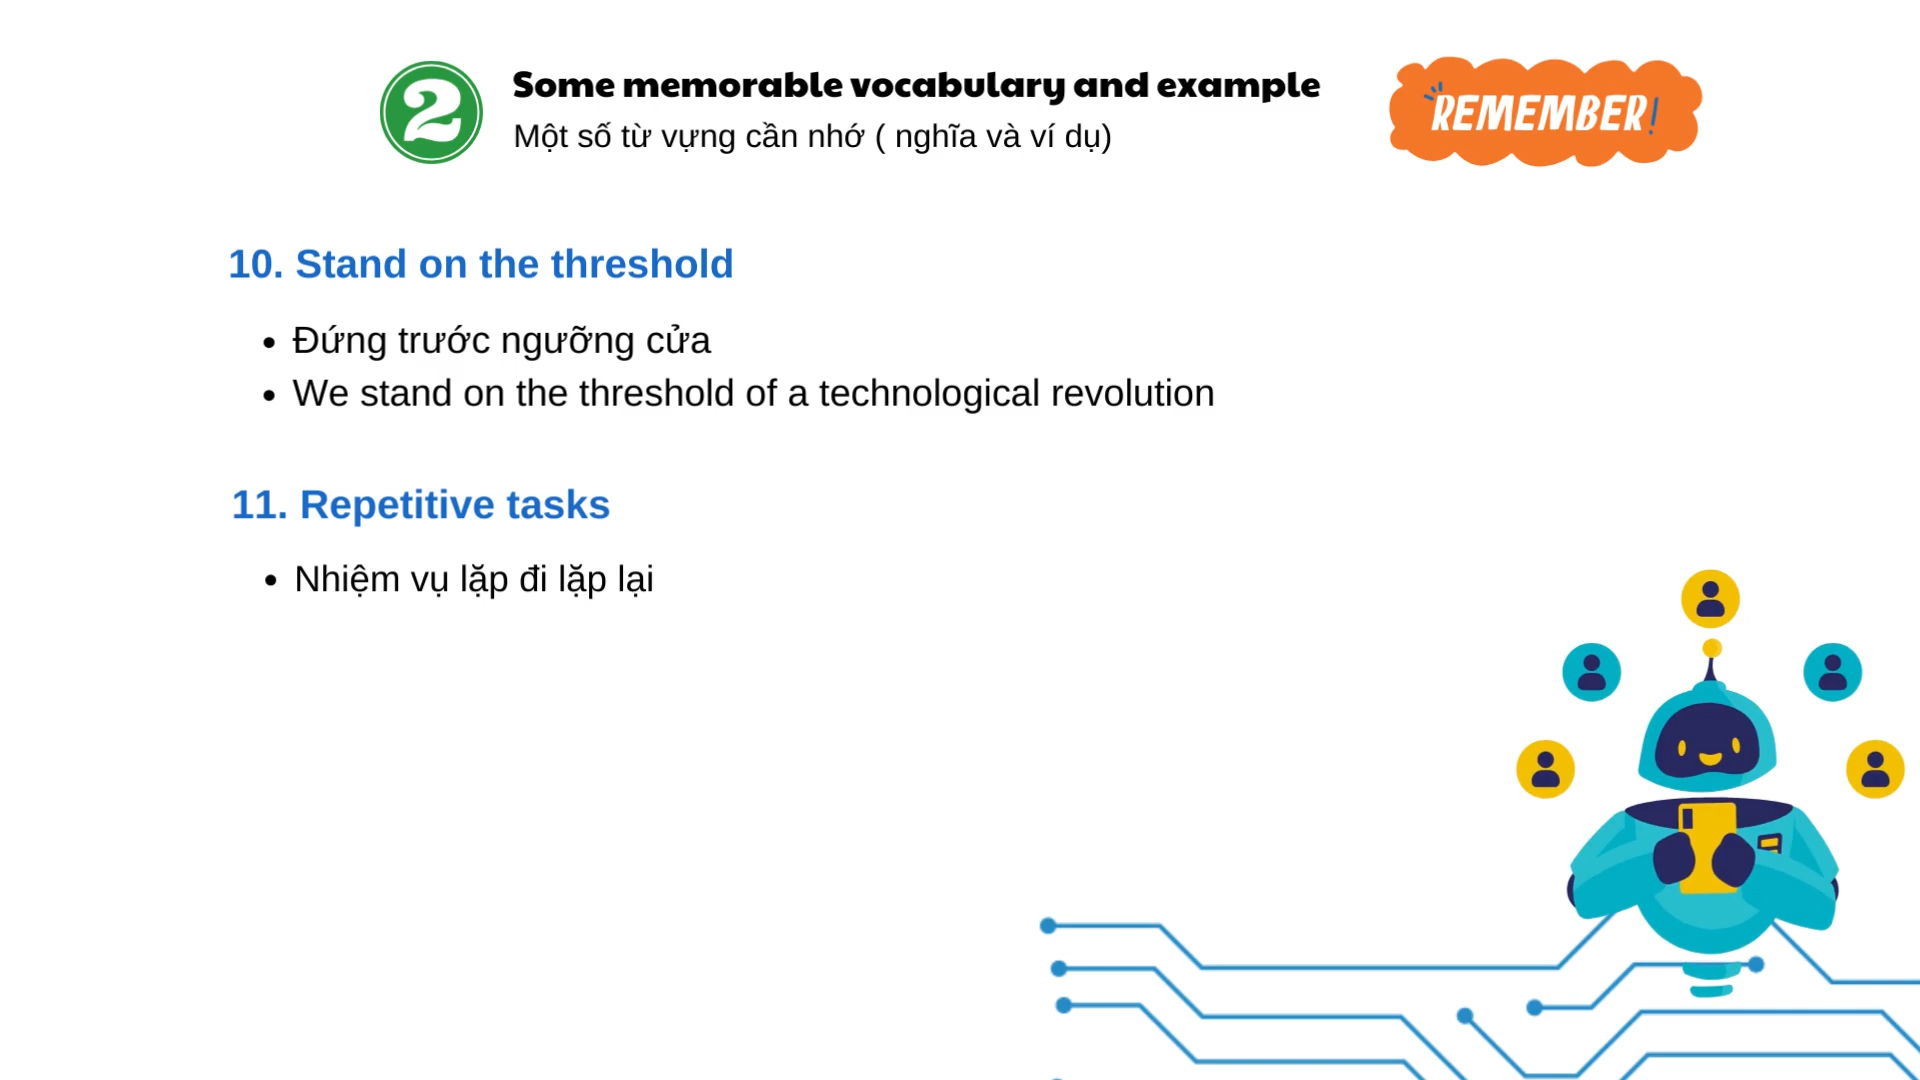 2
Some memorable vocabulary and example
Một số từ vựng cần nhớ ( nghĩa và ví dụ)
REMEMBER!
10. Stand on the threshold
• Đứng trước ngưỡng cửa
• We stand on the threshold of a technological revolution
11. Repetitive tasks
• Nhiệm vụ lặp đi lặp lại